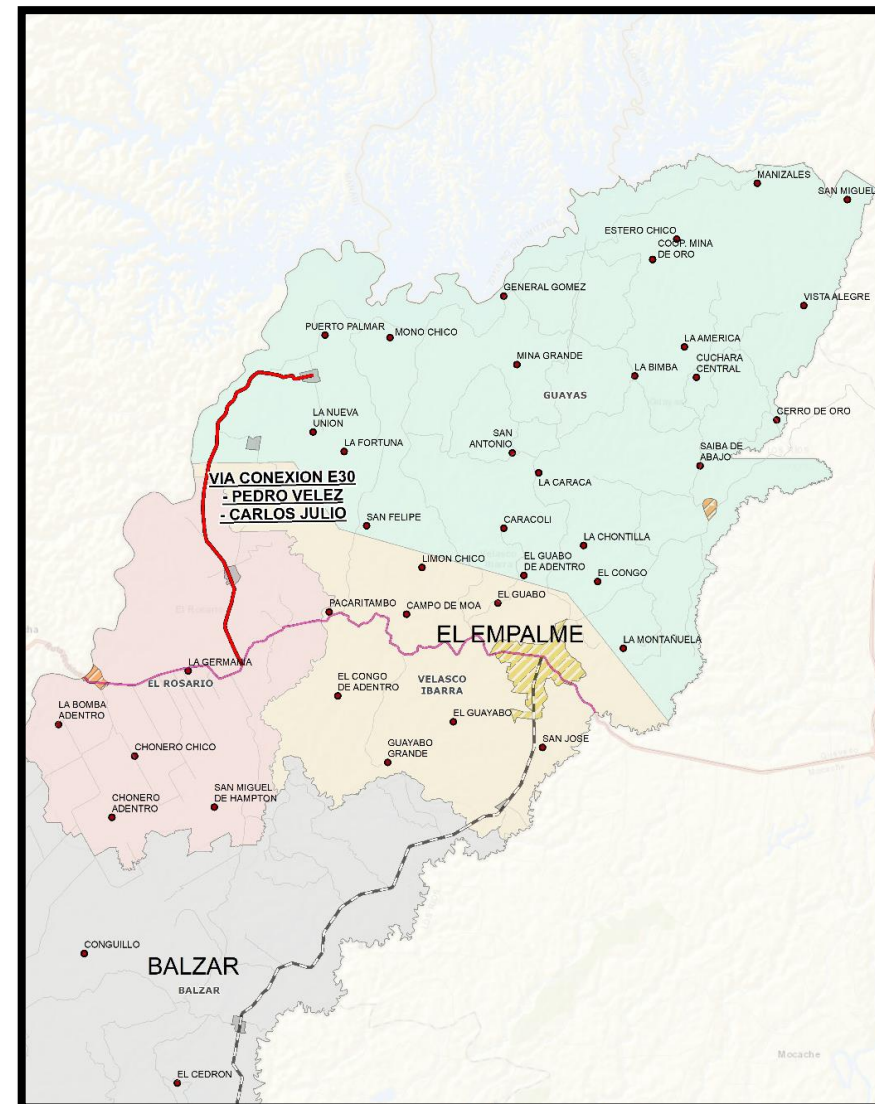 MANIZALES
SAN MIGUEL
ESTERO CHICO
COOP. MINA
DE ORO
GENERAL GOMEZ
VISTA ALEGRE
PUERTO PALMAR
MONO CHICO
LA AMERICA
MINA GRANDE
LA BIMBA
CUCHARA
CENTRAL
GUAYAS
LA NUEVA
UNION
CERRO DE ORO
SAN
ANTONIO
LA FORTUNA
SAIBA DE
ABAJO
LA CARACA
VIA CONEXION E30
- PEDRO VELEZ
- CARLOS JULIO
SAN FELIPE
CARACOLI
LA CHONTILLA
LIMON CHICO
EL GUABO
DE ADENTRO
EL CONGO
EL GUABO
PACARITAMBO
CAMPO DE MOA
EL EMPALME
LA MONTAÑUELA
LA GERMANIA
EL ROSARIO
EL CONGO
DE ADENTRO
VELASCO
IBARRA
LA BOMBA
ADENTRO
EL GUAYABO
CHONERO CHICO
GUAYABO
GRANDE
SAN JOSE
CHONERO
ADENTRO
SAN MIGUEL
DE HAMPTON
CONGUILLO
BALZAR
BALZAR
Mocache
EL CEDRON